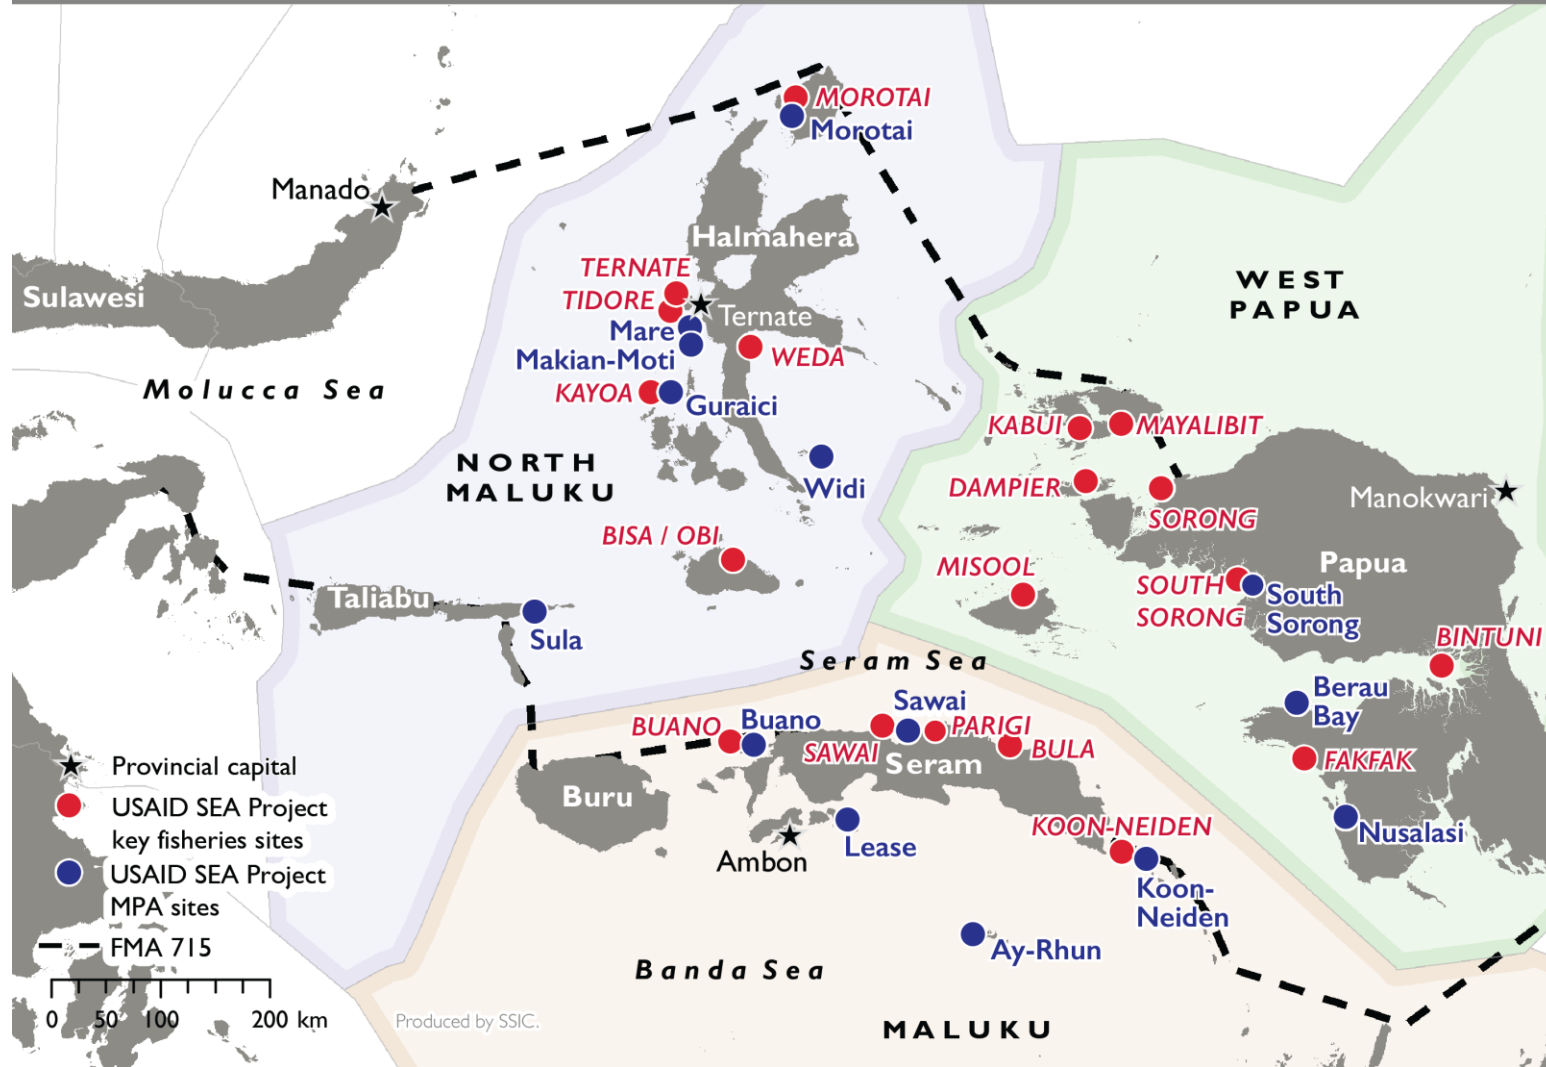 MOROTAI
Morotai
Manado
Halmahera
TERNATE
TIDORE
Sulawesi
Ternate
Mare
Makian-Moti
WEDA
KAYOA
Guraici
Molucca Sea
WEST
PAPUA
KABUI
MAYALIBIT
NORTH
MALUKU
Widi
DAMPIER
SORONG
Manokwari
BISA / OBI
MISOOL
Papua
SOUTH
SORONG
South
Sorong
Taliabu
Sula
BINTUNI
Seram Sea
Berau
Bay
BUANO
Buano
Sawai
SAWAI
PARIGI
BULA
Seram
FAKFAK
Buru
KOON-NEIDEN
Nusalasi
Ambon
Lease
Koon-
Neiden
Ay-Rhun
Banda Sea
MALUKU
Provincial capital
USAID SEA Project
key fisheries sites
USAID SEA Project
MPA sites
FMA 715
0 50 100 200 km
Produced by SSIC.